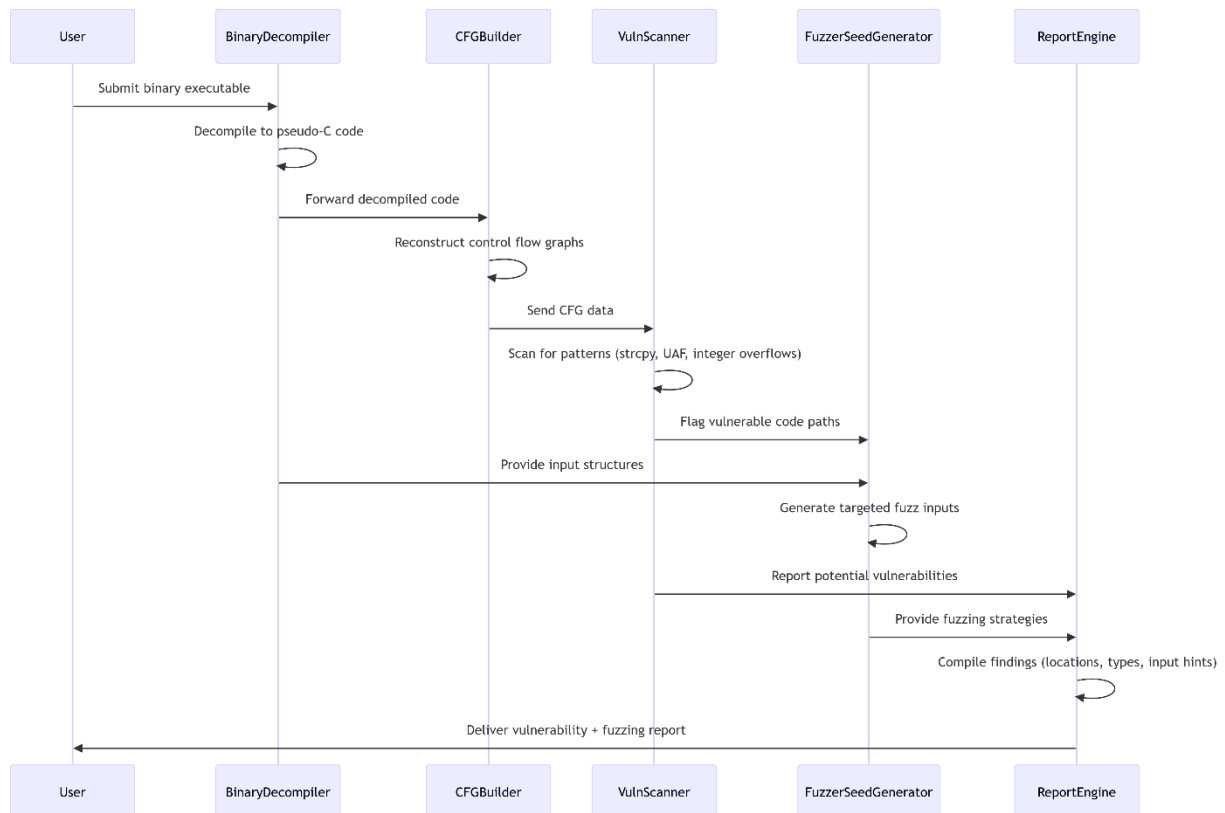 User
BinaryDecompiler
CFGBuilder
VulnScanner
FuzzerSeedGenerator
ReportEngine
Submit binary executable
Decompile to pseudo-C code
Forward decompiled code
Reconstruct control flow graphs
Send CFG data
Scan for patterns (strcpy, UAF, integer overflows)
Flag vulnerable code paths
Provide input structures
Generate targeted fuzz inputs
Report potential vulnerabilities
Provide fuzzing strategies
Compile findings (locations, types, input hints)
Deliver vulnerability + fuzzing report
User
BinaryDecompiler
CFGBuilder
VulnScanner
FuzzerSeedGenerator
ReportEngine